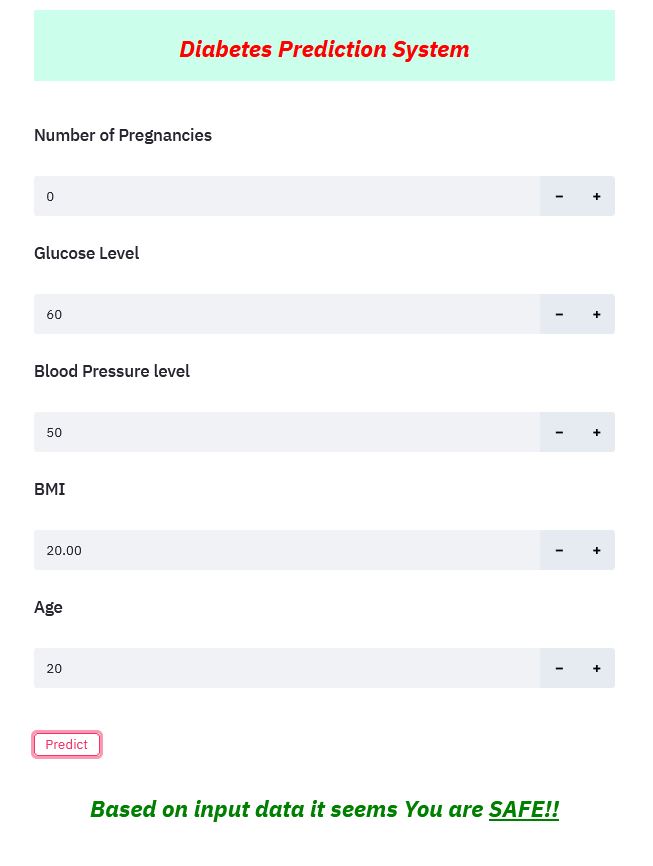 Diabetes Prediction System
Number of Pregnancies
0 − +
Glucose Level
60 − +
Blood Pressure level
50 − +
BMI
20.00 − +
Age
20 − +
Predict
Based on input data it seems You are SAFE!!